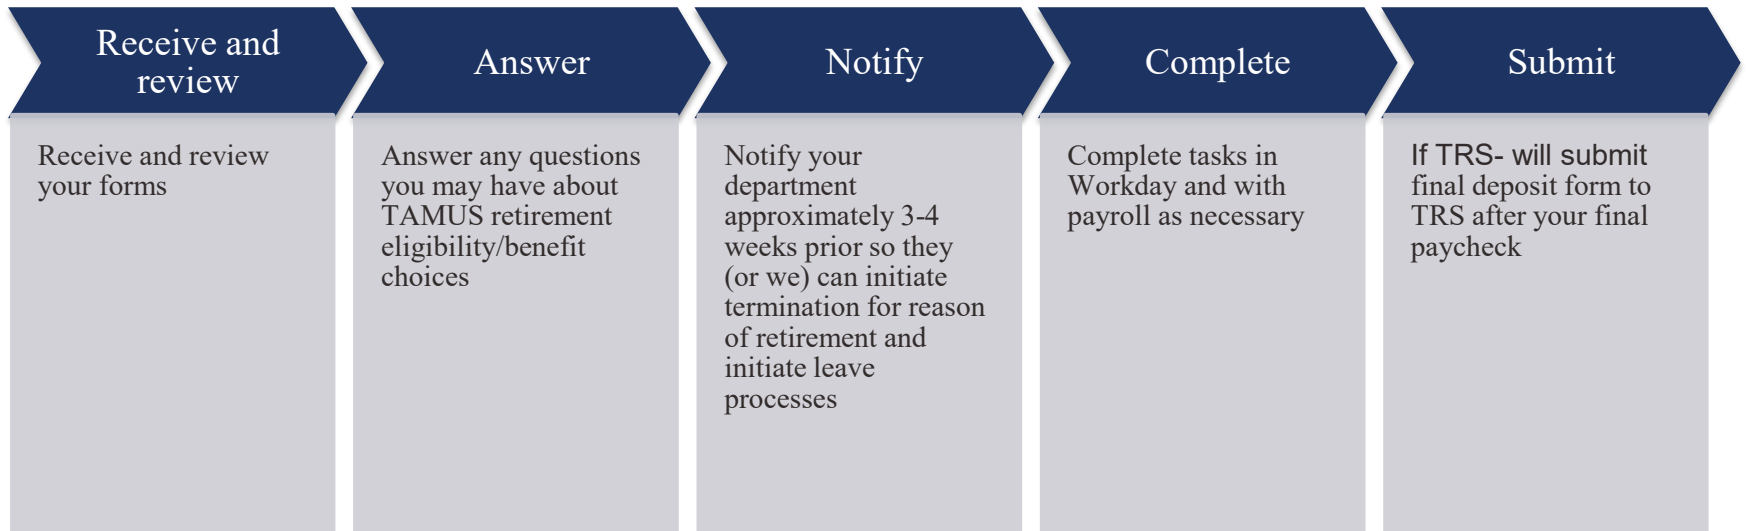 Receive and
review
Receive and review
your forms
Answer
Answer any questions
you may have about
TAMUS retirement
eligibility/benefit
choices
Notify
Notify your
department
approximately 3-4
weeks prior so they
(or we) can initiate
termination for reason
of retirement and
initiate leave
processes
Complete
Complete tasks in
Workday and with
payroll as necessary
Submit
If TRS- will submit
final deposit form to
TRS after your final
paycheck